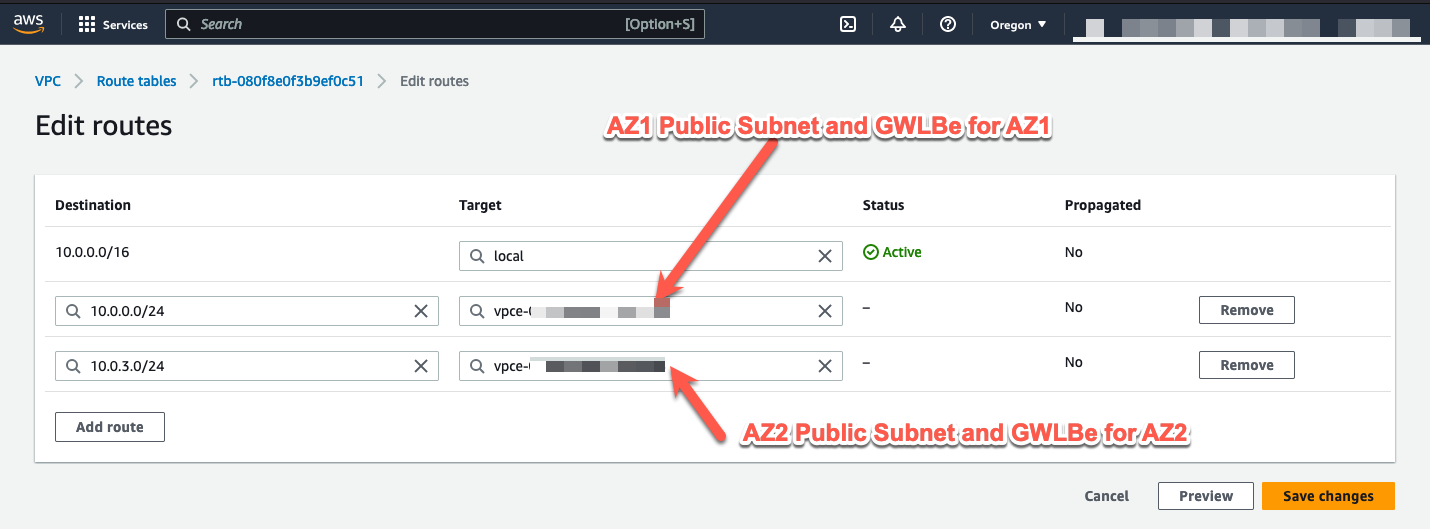 aws
Services
Search
[Option+S]
Oregon
VPC
Route tables
rtb-080f8e0f3b9ef0c51
Edit routes
Edit routes
AZ1 Public Subnet and GWLBe for AZ1
Destination
Target
Status
Propagated
10.0.0.0/16
local
Active
No
10.0.0.0/24
vpce-
–
No
Remove
10.0.3.0/24
vpce-
–
No
Remove
Add route
AZ2 Public Subnet and GWLBe for AZ2
Cancel
Preview
Save changes